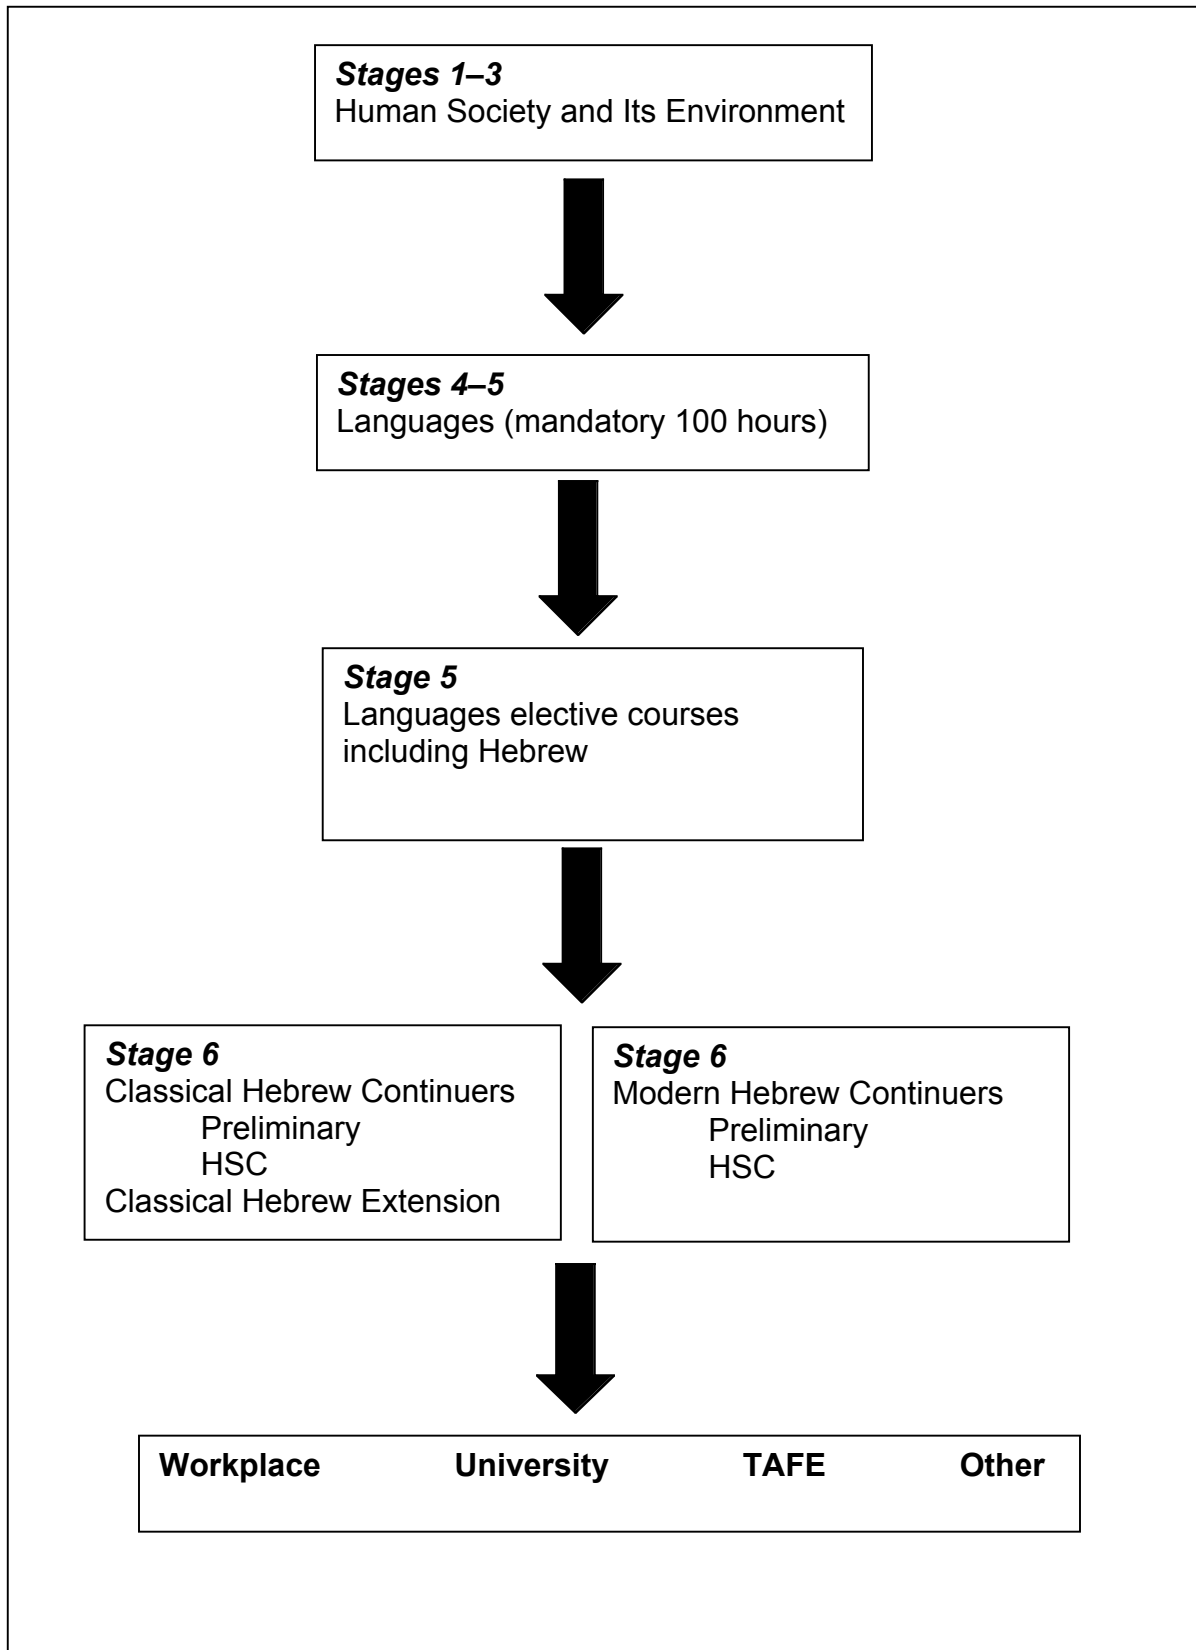 Stages 1–3
Human Society and Its Environment
Stages 4–5
Languages (mandatory 100 hours)
Stage 5
Languages elective courses
including Hebrew
Stage 6
Classical Hebrew Continuers
Preliminary
HSC
Classical Hebrew Extension
Stage 6
Modern Hebrew Continuers
Preliminary
HSC
Workplace University TAFE Other